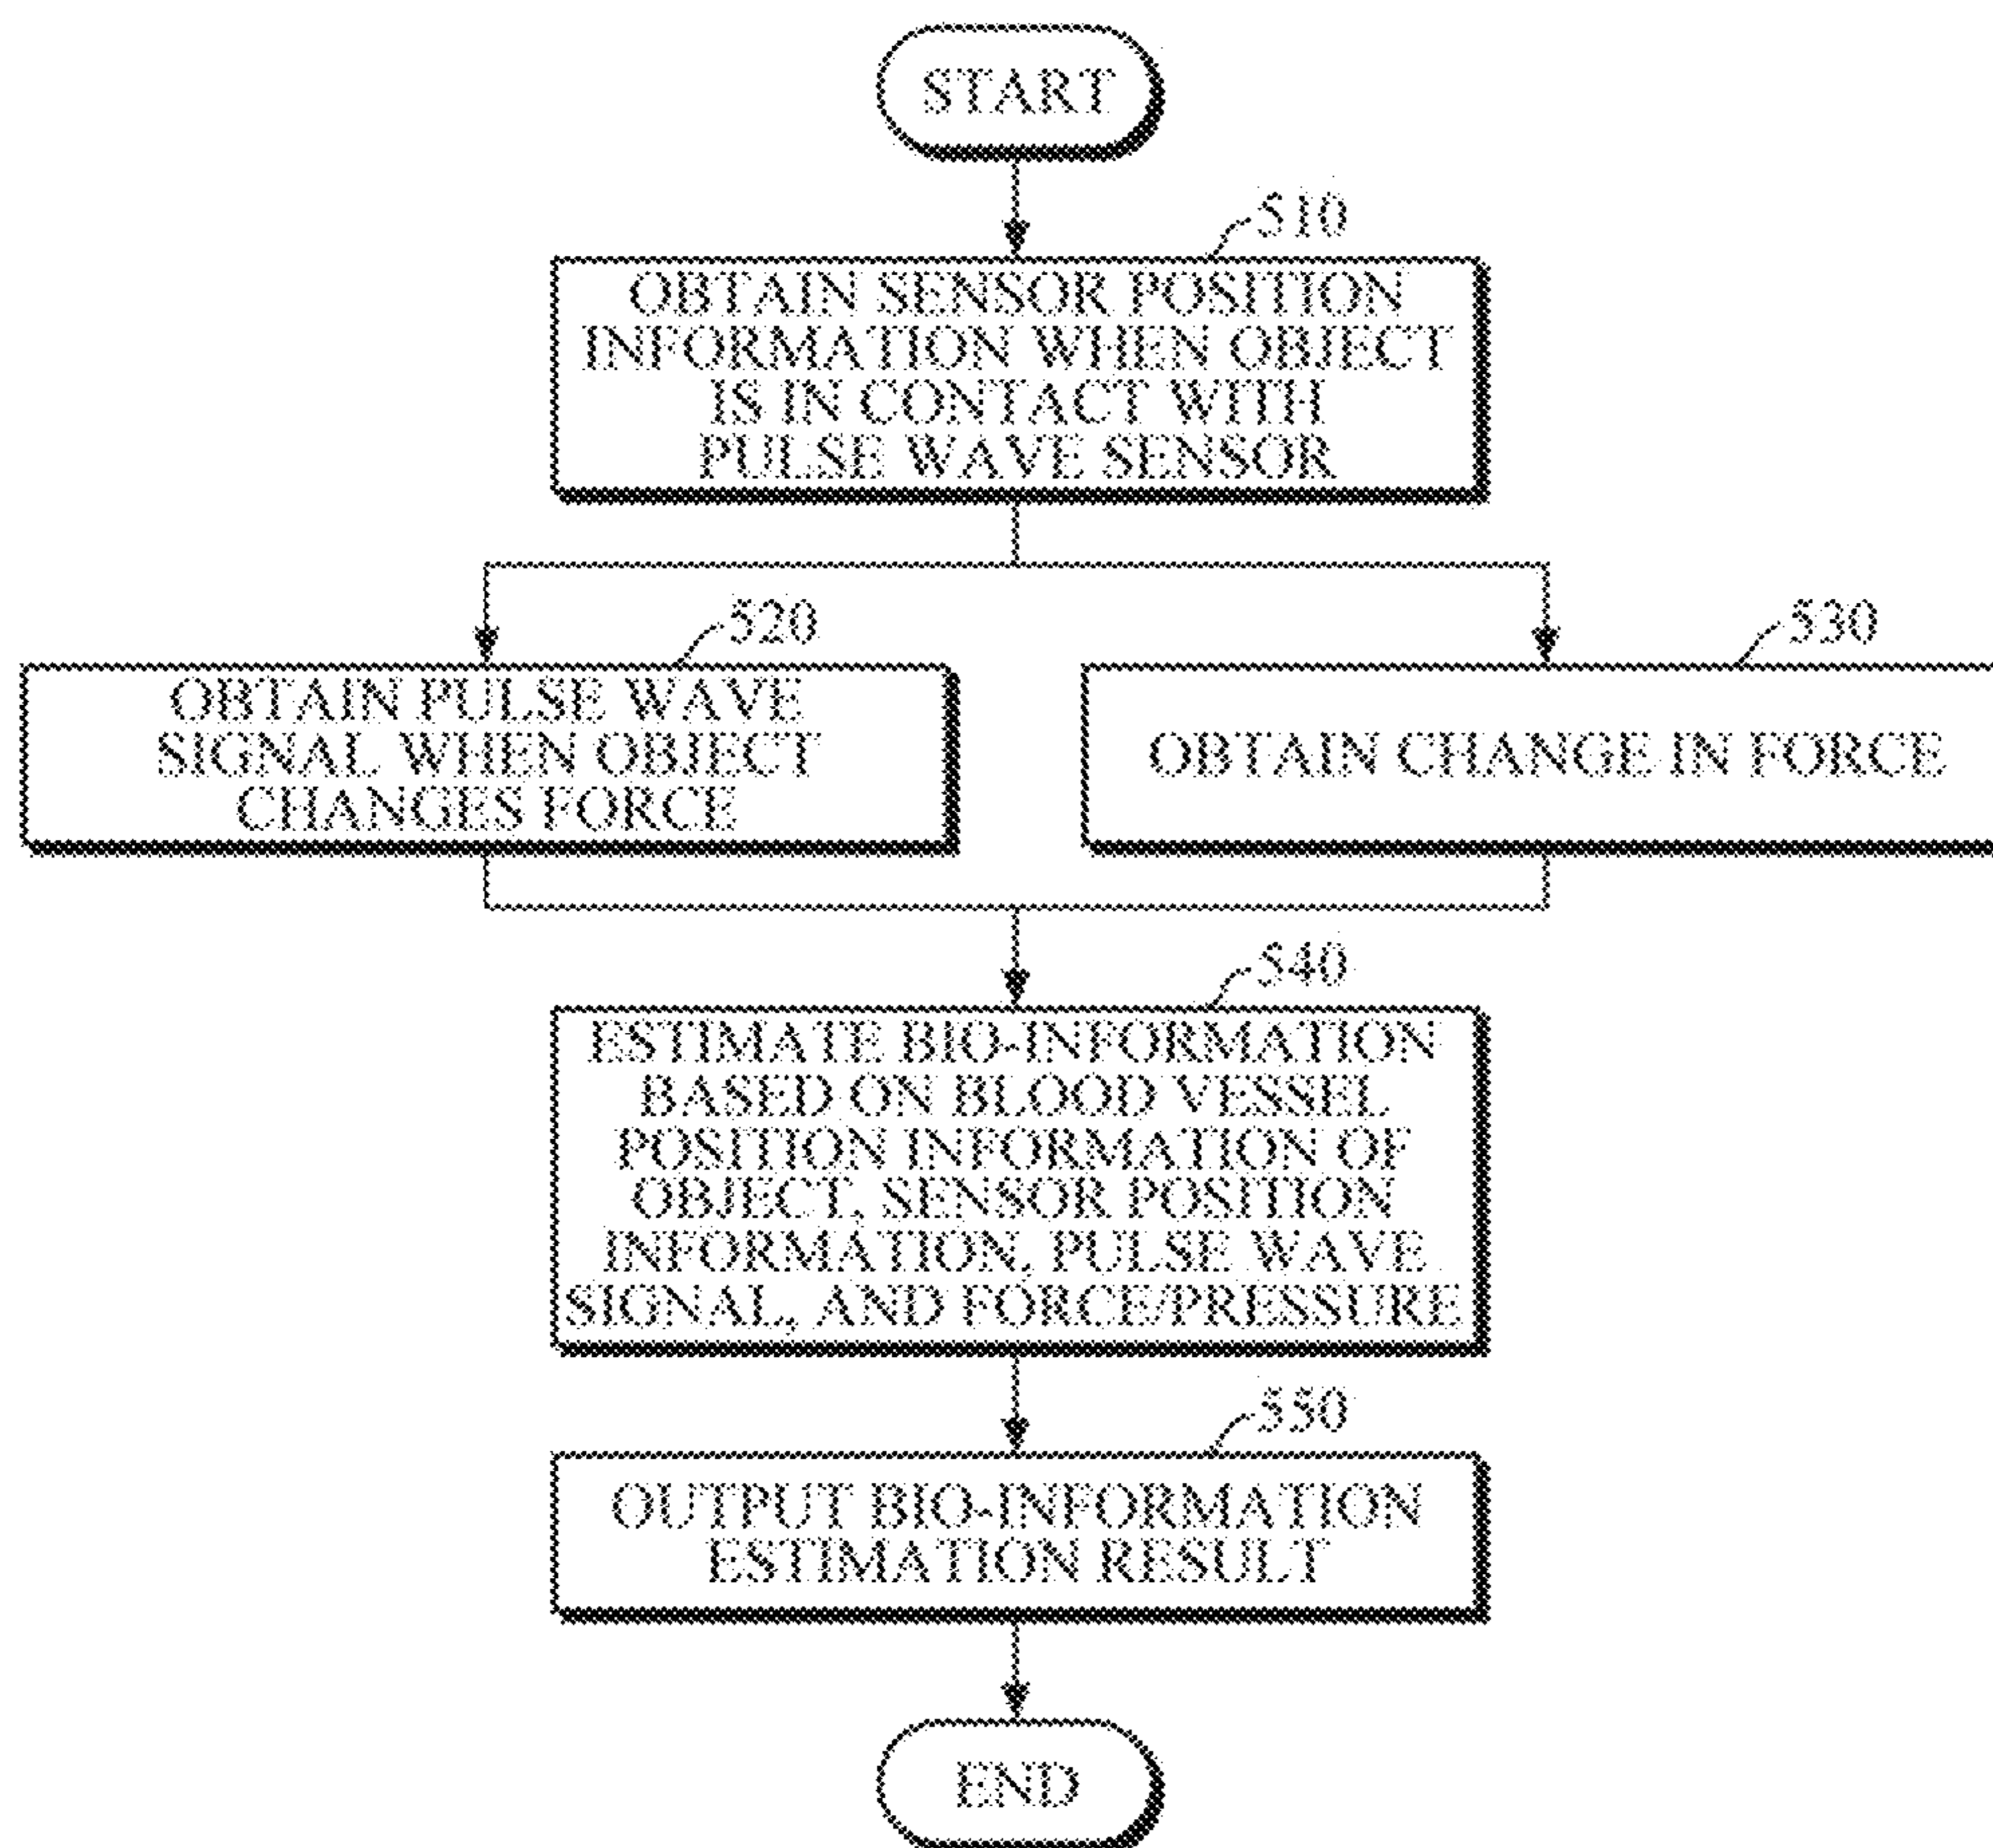 START
510
OBTAIN SENSOR POSITION
INFORMATION WHEN OBJECT
IS IN CONTACT WITH
PULSE WAVE SENSOR
520
OBTAIN PULSE WAVE
SIGNAL WHEN OBJECT
CHANGES FORCE
530
OBTAIN CHANGE IN FORCE
540
ESTIMATE BIO-INFORMATION
BASED ON BLOOD VESSEL
POSITION INFORMATION OF
OBJECT, SENSOR POSITION
INFORMATION, PULSE WAVE
SIGNAL, AND FORCE/PRESSURE
550
OUTPUT BIO-INFORMATION
ESTIMATION RESULT
END